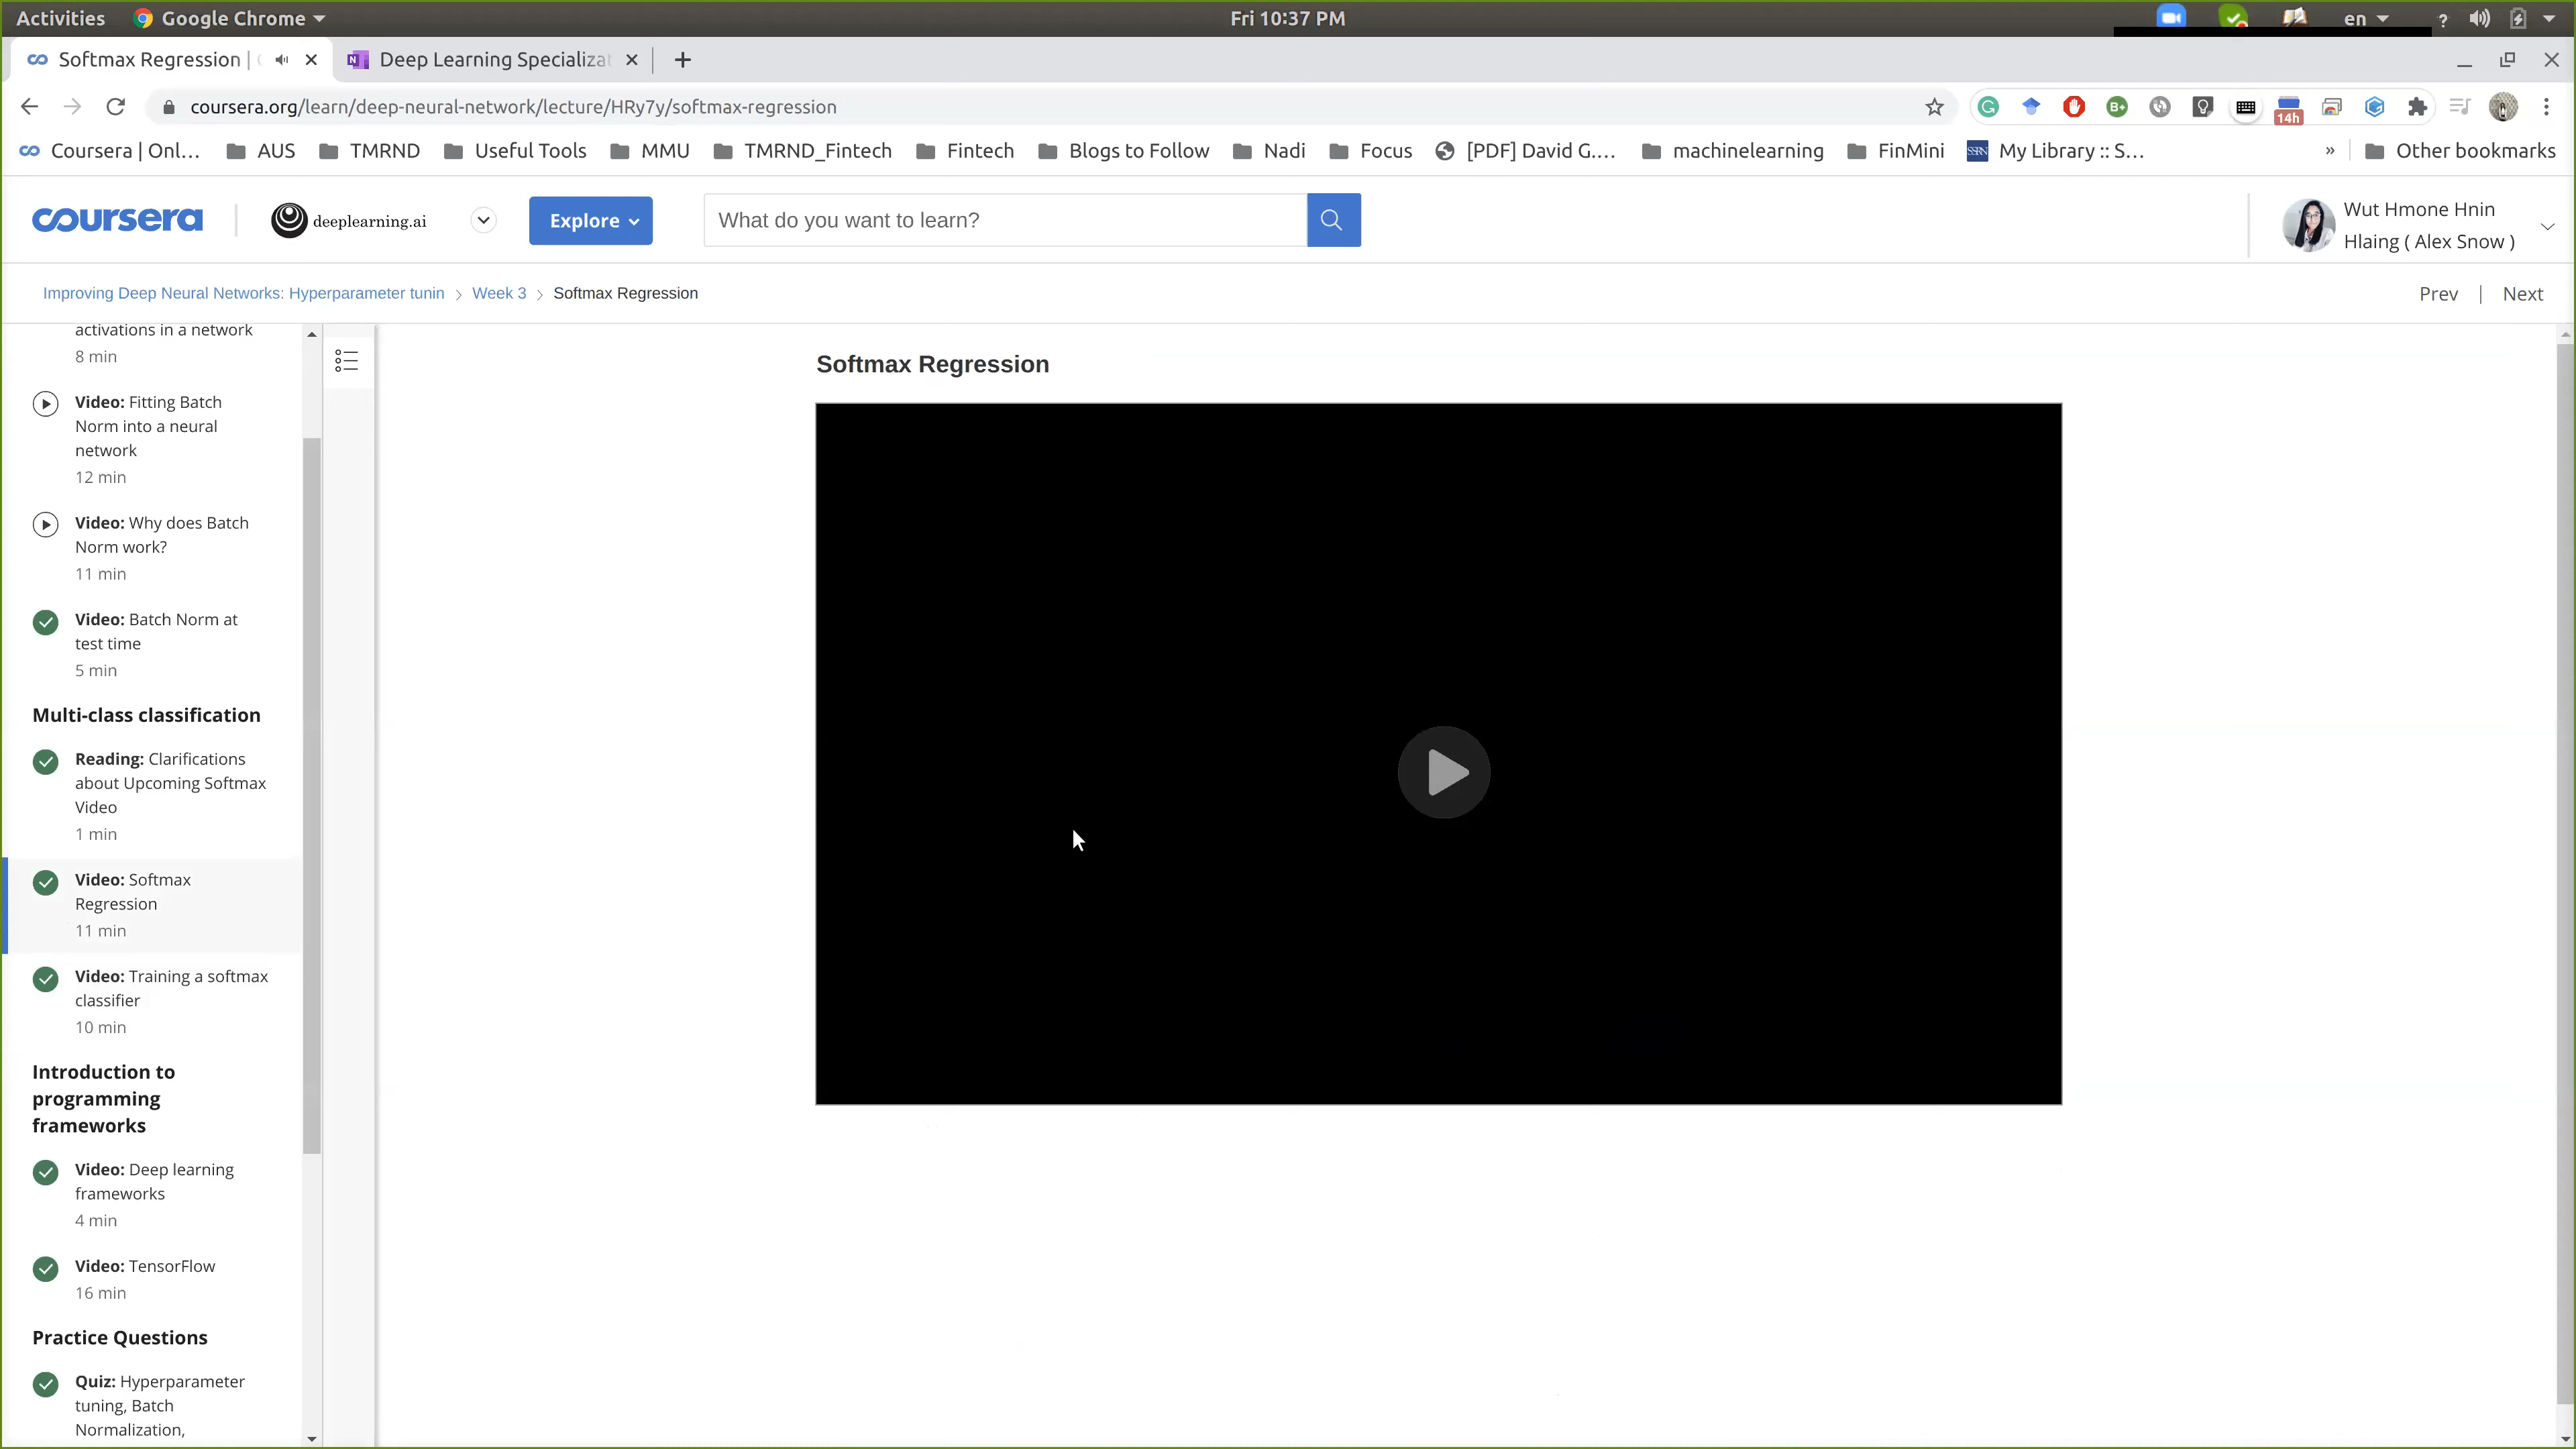 Activities Google Chrome Fri 10:37 PM en ?
Softmax Regression | Deep Learning Specializat
coursera.org/learn/deep-neural-network/lecture/HRy7y/softmax-regression B+ 14h
Coursera | Onl... AUS TMRND Useful Tools MMU TMRND_Fintech Fintech Blogs to Follow Nadi Focus [PDF] David G.... machinelearning FinMini SSRN My Library :: S... » Other bookmarks
coursera deeplearning.ai Explore What do you want to learn?
Wut Hmone Hnin
Hlaing ( Alex Snow )
Improving Deep Neural Networks: Hyperparameter tunin > Week 3 > Softmax Regression Prev | Next
activations in a network
8 min
Video: Fitting Batch
Norm into a neural
network
12 min
Video: Why does Batch
Norm work?
11 min
Video: Batch Norm at
test time
5 min
Multi-class classification
Reading: Clarifications
about Upcoming Softmax
Video
1 min
Video: Softmax
Regression
11 min
Video: Training a softmax
classifier
10 min
Introduction to
programming
frameworks
Video: Deep learning
frameworks
4 min
Video: TensorFlow
16 min
Practice Questions
Quiz: Hyperparameter
tuning, Batch
Normalization,
Softmax Regression